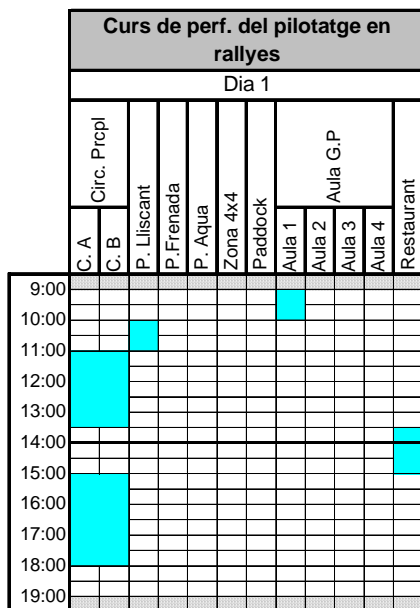 Curs de perf. del pilotatge en
rallyes
Dia 1
Circ. Prcpl
C. A
C. B
P. Lliscant
P.Frenada
P. Aqua
Zona 4x4
Paddock
Aula G.P
Aula 1
Aula 2
Aula 3
Aula 4
Restaurant
9:00
10:00
11:00
12:00
13:00
14:00
15:00
16:00
17:00
18:00
19:00